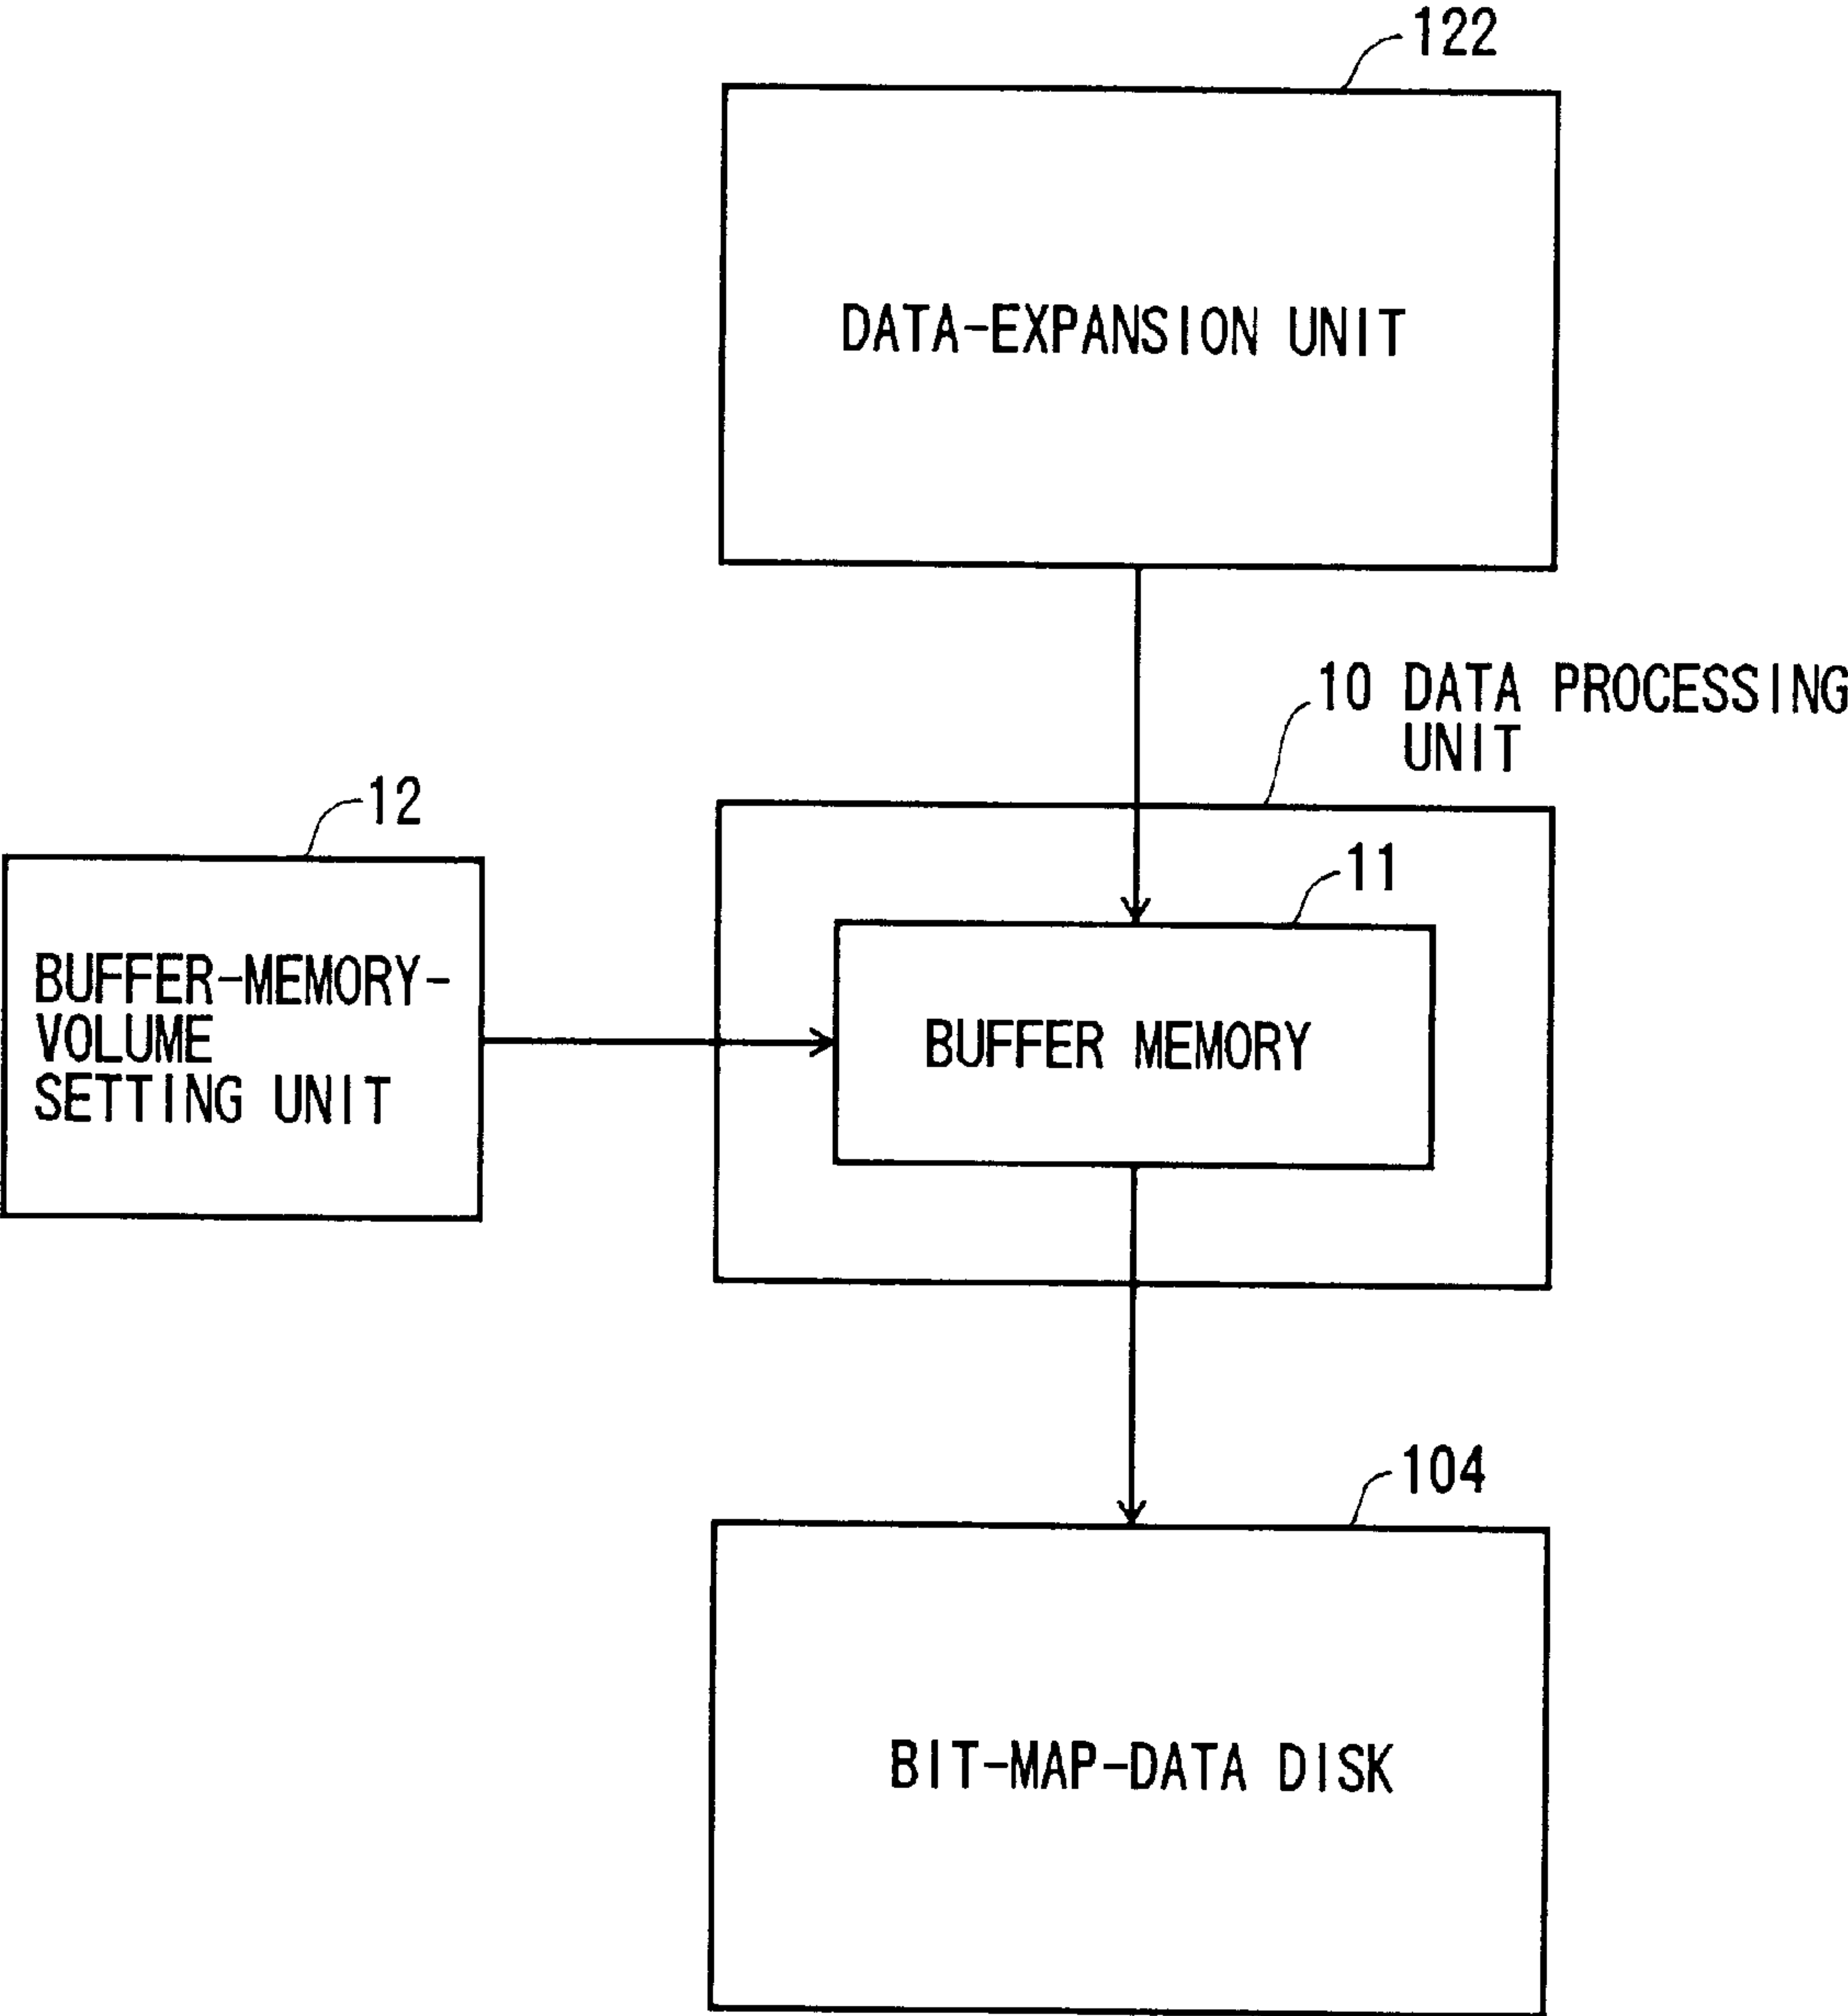 122
DATA-EXPANSION UNIT
10 DATA PROCESSING
UNIT
12
11
BUFFER-MEMORY-
VOLUME
SETTING UNIT
BUFFER MEMORY
104
BIT-MAP-DATA DISK